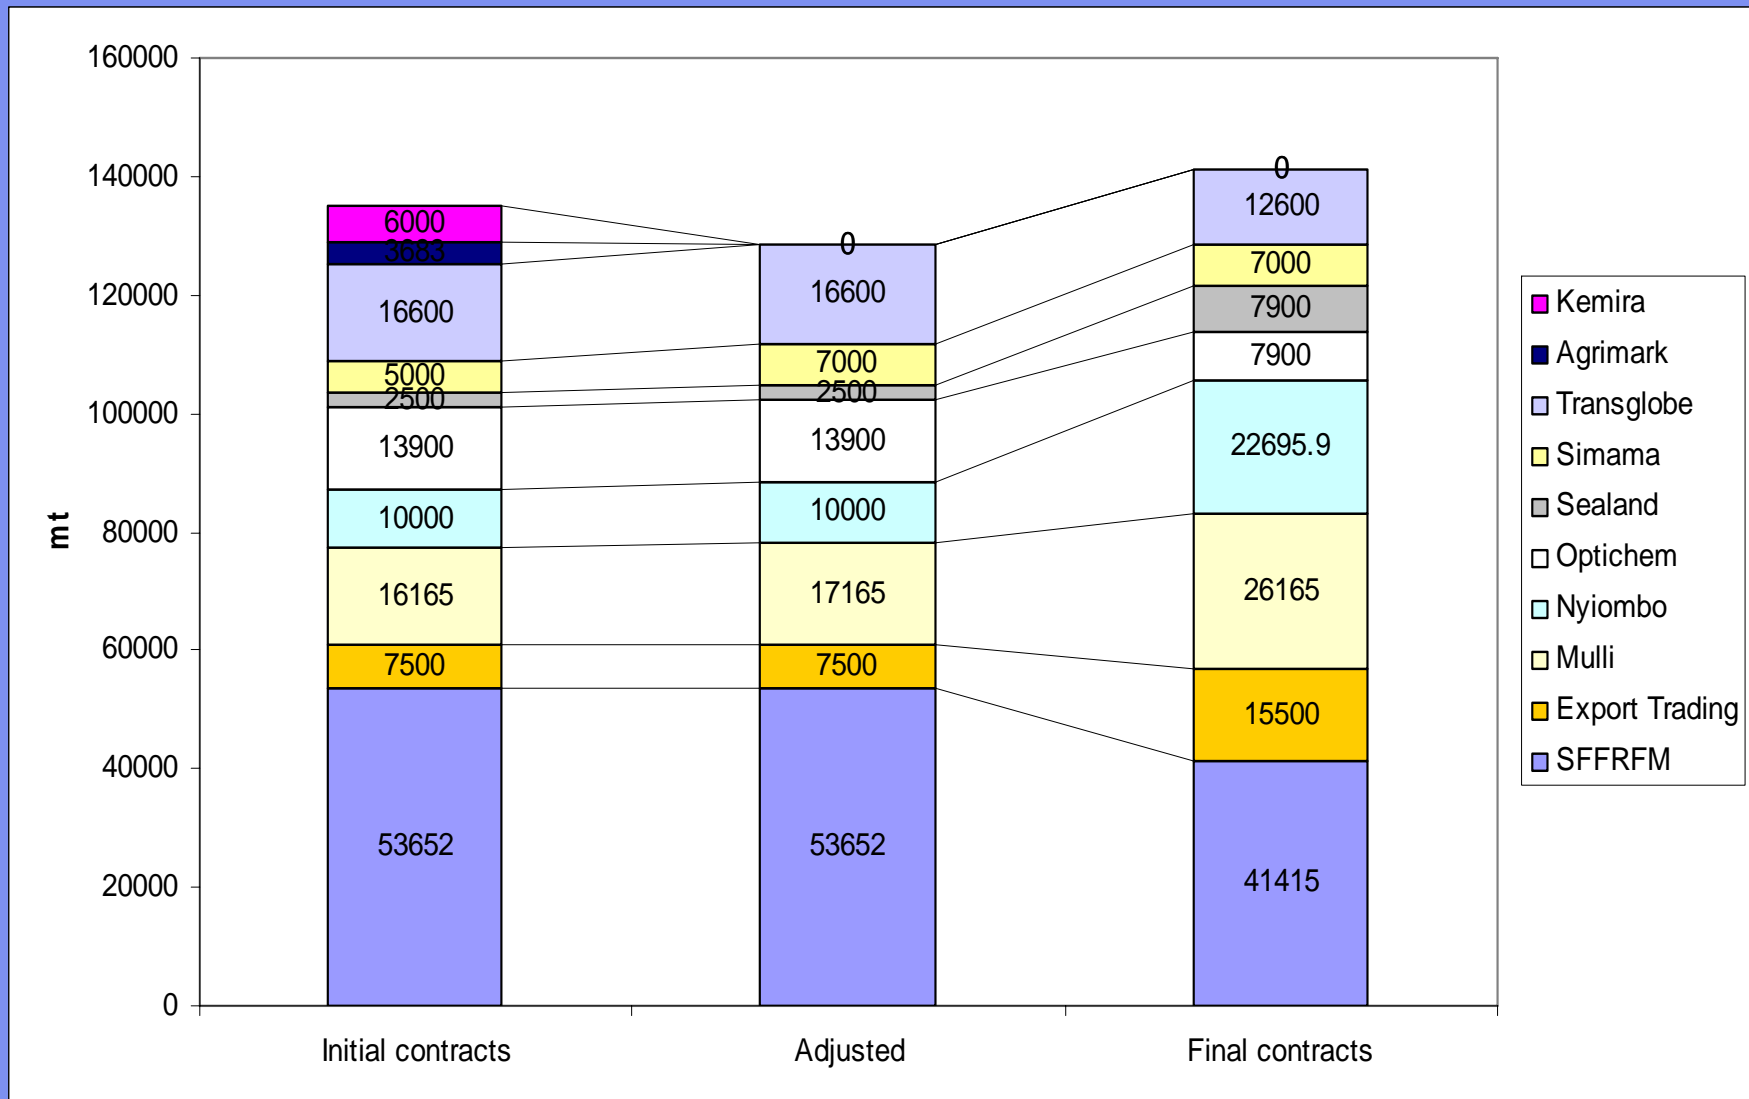 160000
140000
120000
100000
80000
60000
40000
20000
0
mt
6000
3683
16600
5000
2500
13900
10000
16165
7500
53652
0
16600
7000
2500
13900
10000
17165
7500
53652
0
12600
7000
7900
7900
22695.9
26165
15500
41415
Initial contracts
Adjusted
Final contracts
Kemira
Agrimark
Transglobe
Simama
Sealand
Optichem
Nyiombo
Mulli
Export Trading
SFFRFM